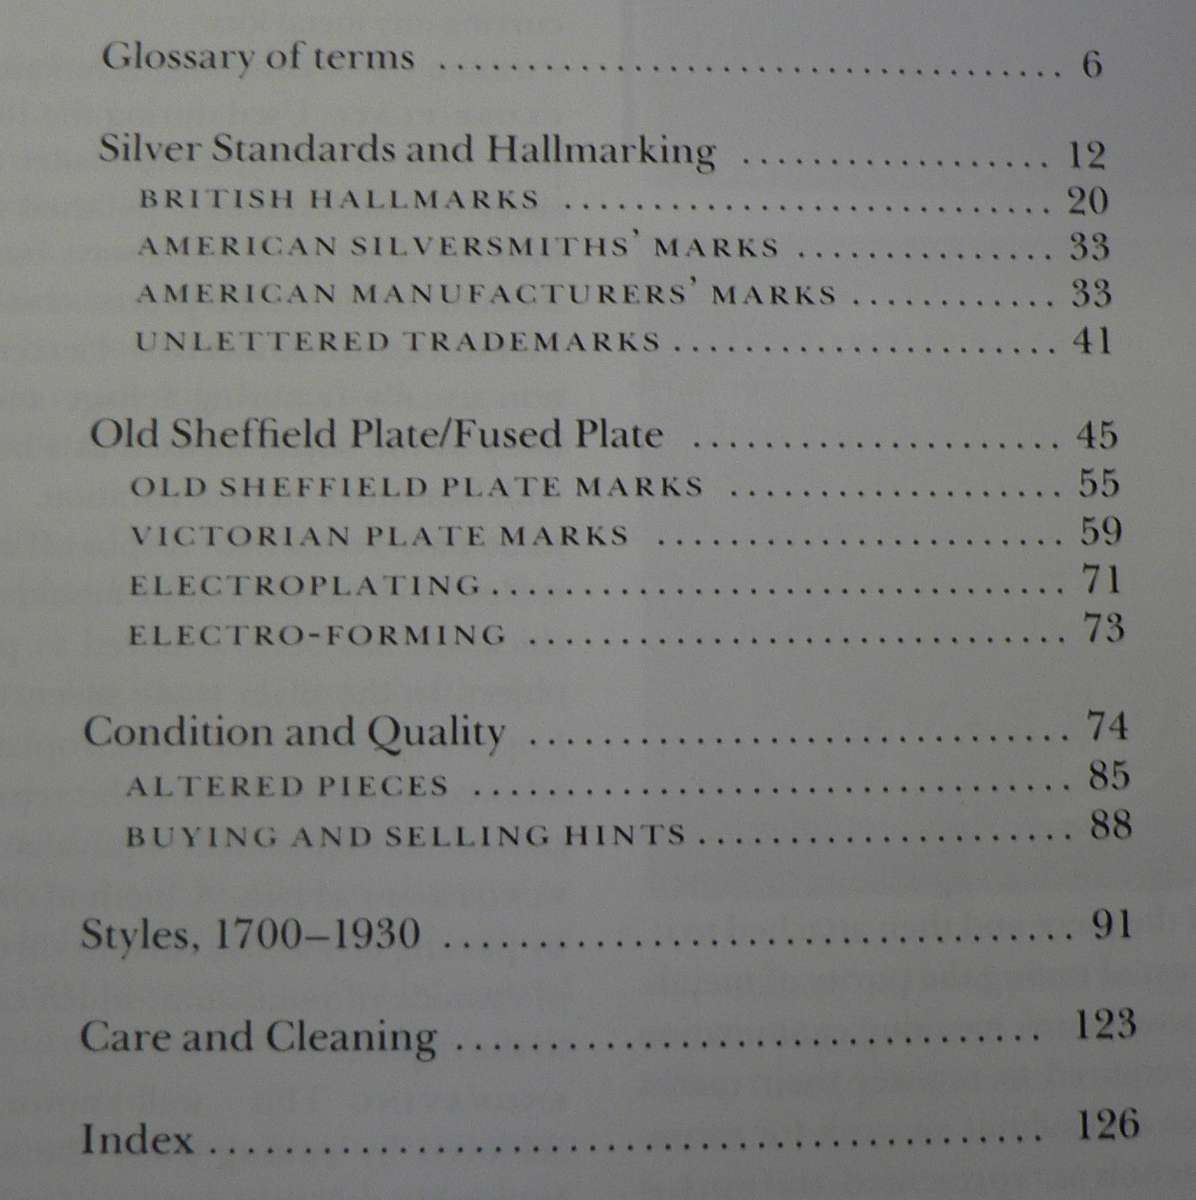 Glossary of terms ..................................... 6
Silver Standards and Hallmarking .................. 12
BRITISH HALLMARKS ............................. 20
AMERICAN SILVERSMITHS' MARKS ............... 33
AMERICAN MANUFACTURERS' MARKS ............ 33
UNLETTERED TRADEMARKS ....................... 41
Old Sheffield Plate/Fused Plate ...................... 45
OLD SHEFFIELD PLATE MARKS .................... 55
VICTORIAN PLATE MARKS ........................ 59
ELECTROPLATING .................................. 71
ELECTRO-FORMING ................................ 73
Condition and Quality ................................ 74
ALTERED PIECES .................................... 85
BUYING AND SELLING HINTS ....................... 88
Styles, 1700–1930 ...................................... 91
Care and Cleaning ................................... 123
Index .................................................. 126